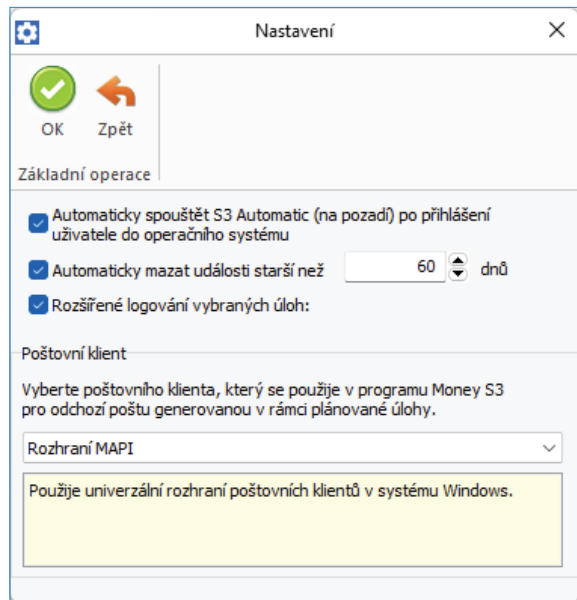 Nastavení
OK
Zpět
Základní operace
Automaticky spouštět S3 Automatic (na pozadí) po přihlášení
uživatele do operačního systému
Automaticky mazat události starší než 60 dnů
Rozšířené logování vybraných úloh:
Poštovní klient
Vyberte poštovního klienta, který se použije v programu Money S3
pro odchozí poštu generovanou v rámci plánované úlohy.
Rozhraní MAPI
Použije univerzální rozhraní poštovních klientů v systému Windows.